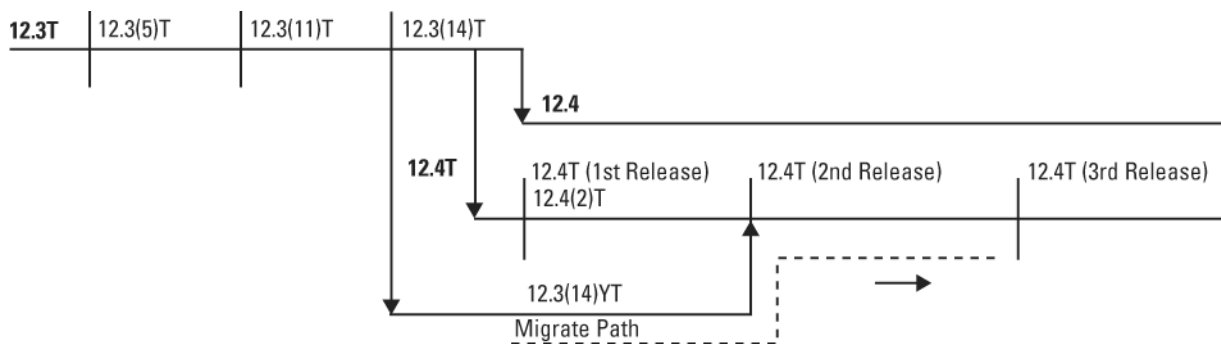 12.3T 12.3(5)T 12.3(11)T 12.3(14)T
12.4
12.4T 12.4T (1st Release) 12.4T (2nd Release) 12.4T (3rd Release)
12.4(2)T
12.3(14)YT
Migrate Path